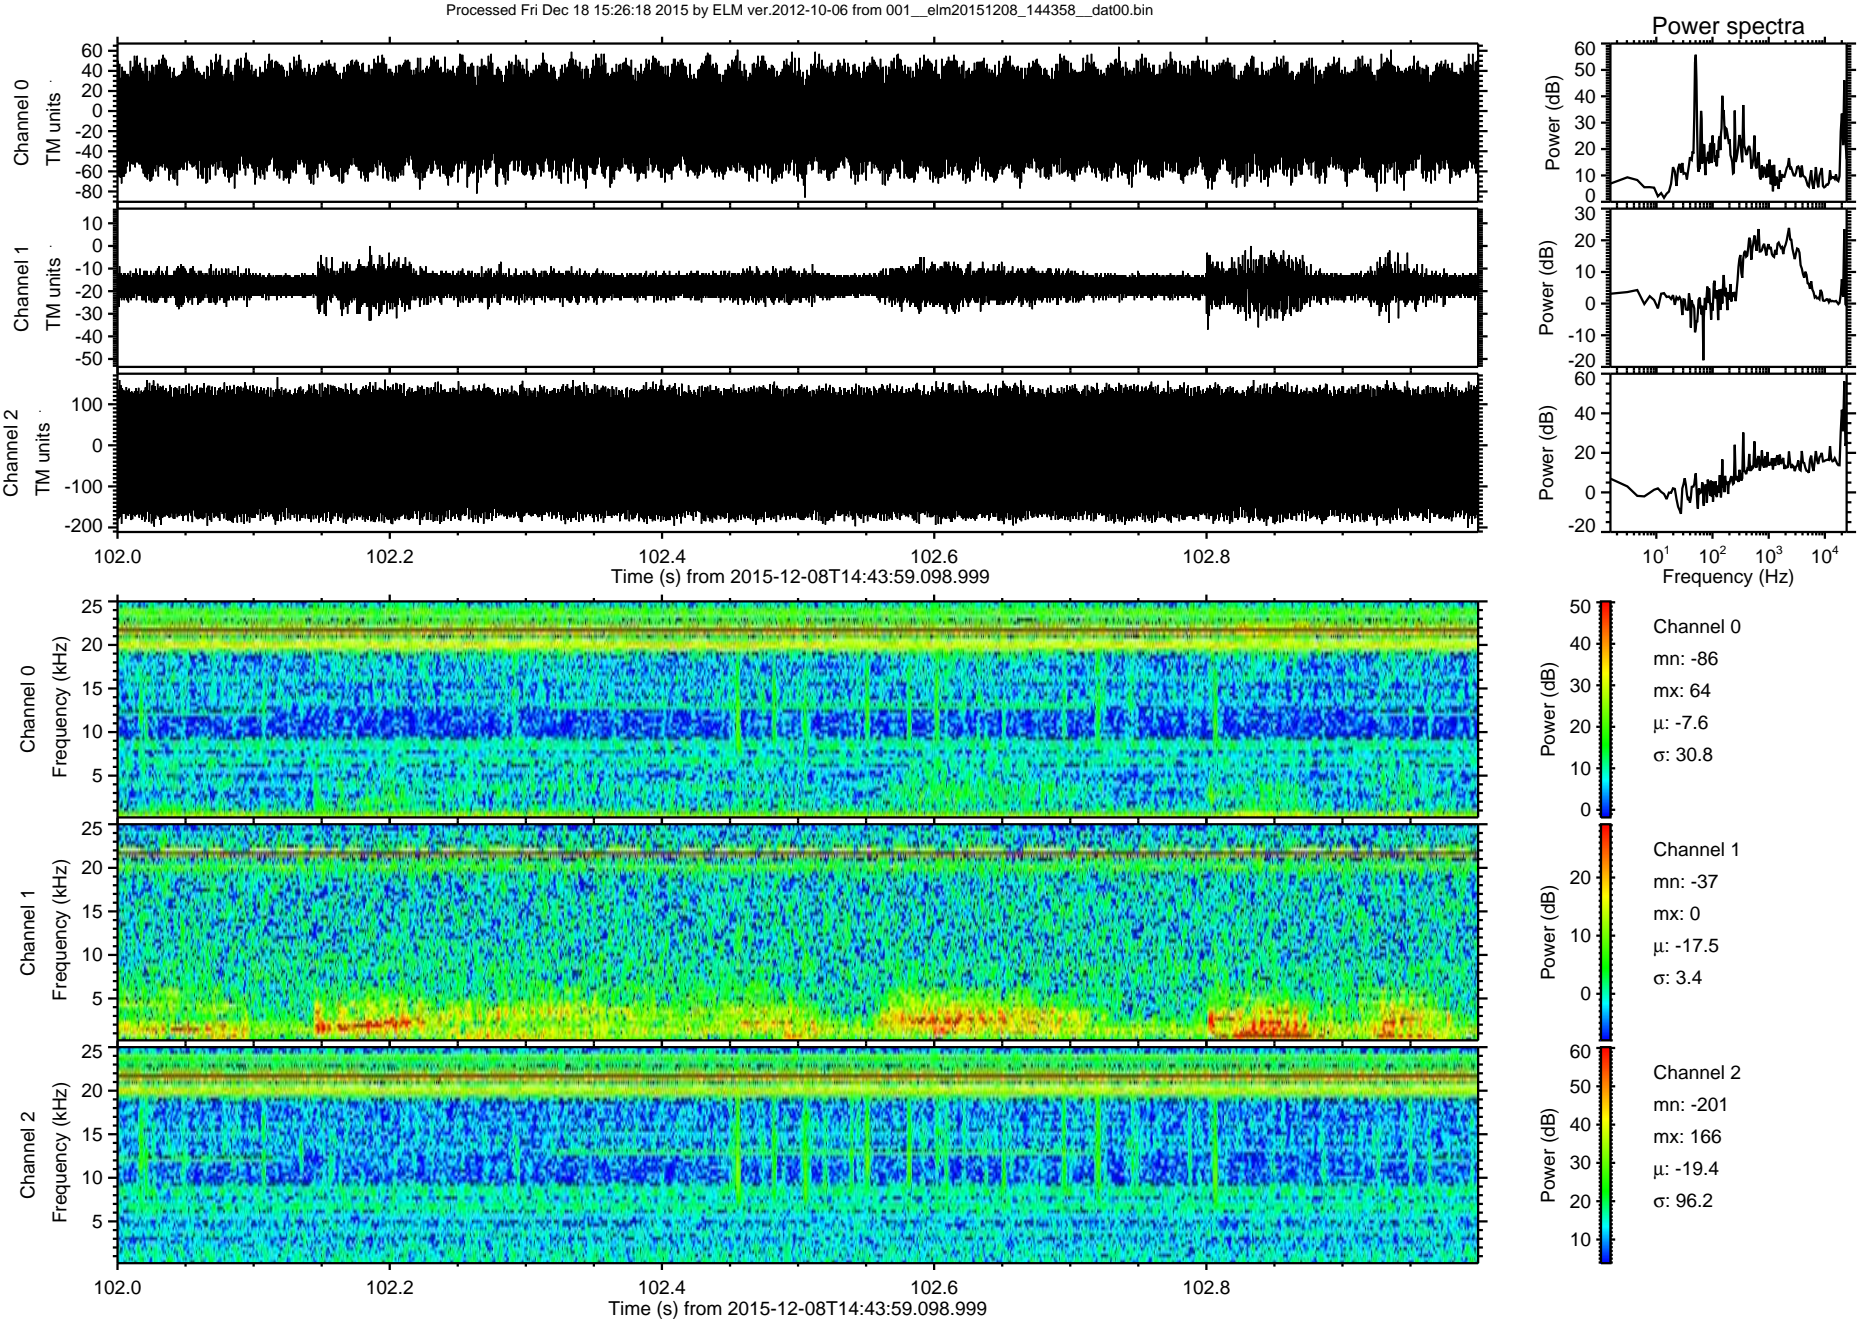 Processed Fri Dec 18 15:26:18 2015 by ELM ver.2012-10-06 from 001__elm20151208_144358__dat00.bin
Power spectra
Channel 0
TM units
60
40
20
0
-20
-40
-60
-80
Power (dB)
60
50
40
30
20
10
0
Channel 1
TM units
10
0
-10
-20
-30
-40
-50
Power (dB)
30
20
10
0
-10
-20
Channel 2
TM units
100
0
-100
-200
Power (dB)
60
40
20
0
-20
102.0 102.2 102.4 102.6 102.8
Time (s) from 2015-12-08T14:43:59.098.999
10^1 10^2 10^3 10^4
Frequency (Hz)
Channel 0
Frequency (kHz)
25
20
15
10
5
Power (dB)
50
40
30
20
10
0
Channel 0
mn: -86
mx: 64
μ: -7.6
σ: 30.8
Channel 1
Frequency (kHz)
25
20
15
10
5
Power (dB)
20
10
0
Channel 1
mn: -37
mx: 0
μ: -17.5
σ: 3.4
Channel 2
Frequency (kHz)
25
20
15
10
5
Power (dB)
60
50
40
30
20
10
Channel 2
mn: -201
mx: 166
μ: -19.4
σ: 96.2
102.0 102.2 102.4 102.6 102.8
Time (s) from 2015-12-08T14:43:59.098.999